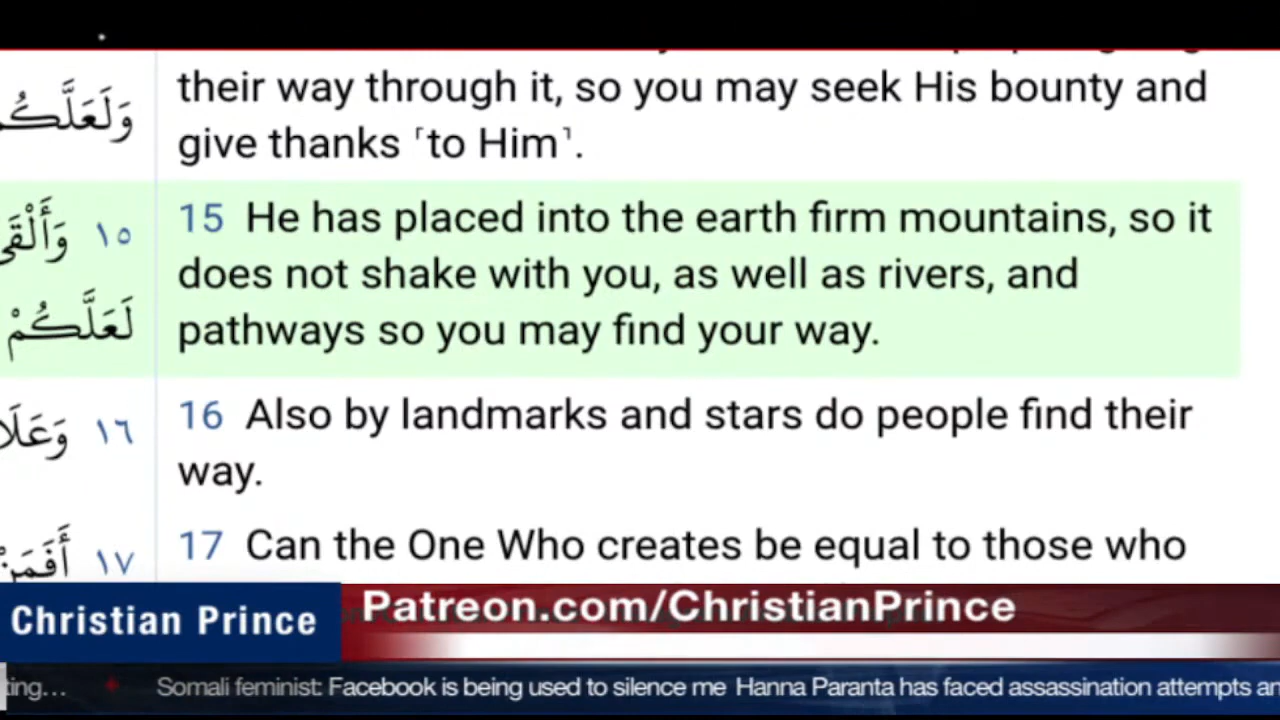 their way through it, so you may seek His bounty and
وَلَعَلَّكُمْ
give thanks ˹to Him˺.
15 He has placed into the earth firm mountains, so it
١٥ وَأَلْقَى
does not shake with you, as well as rivers, and
لَعَلَّكُمْ
pathways so you may find your way.
16 Also by landmarks and stars do people find their
١٦
way.
17 Can the One Who creates be equal to those who
١٧ أَفَمَن
Christian Prince
Patreon.com/ChristianPrince
ting... Somali feminist: Facebook is being used to silence me Hanna Paranta has faced assassination attempts an